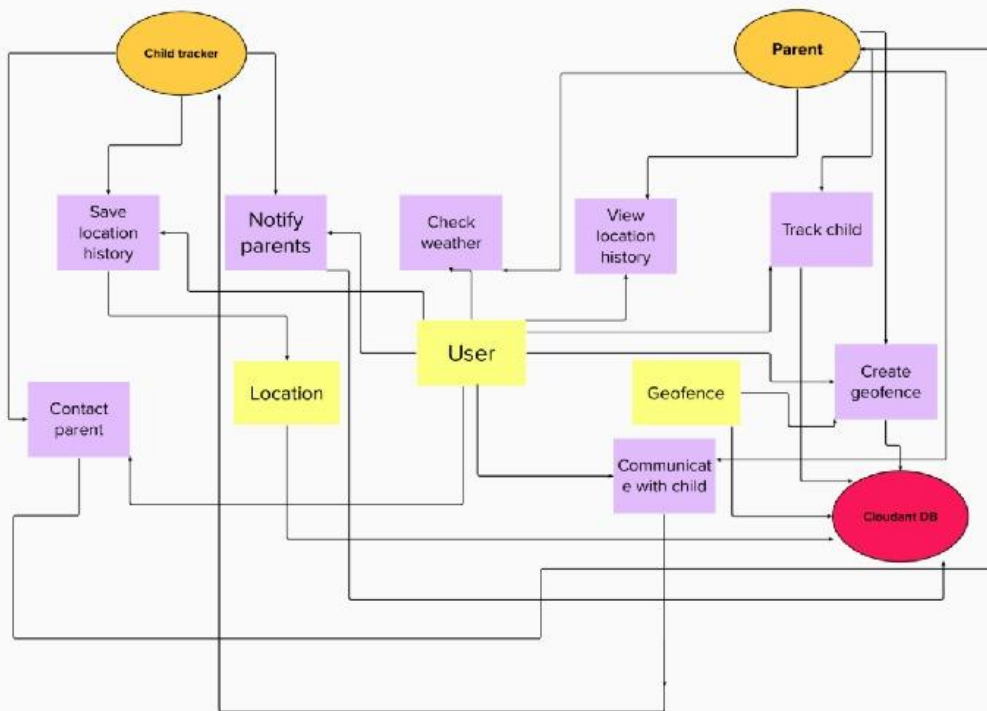 Child tracker
Parent
Save
location
history
Notify
parents
Check
weather
View
location
history
Track child
User
Location
Geofence
Create
geofence
Contact
parent
Communicat
e with child
Cloudant DB